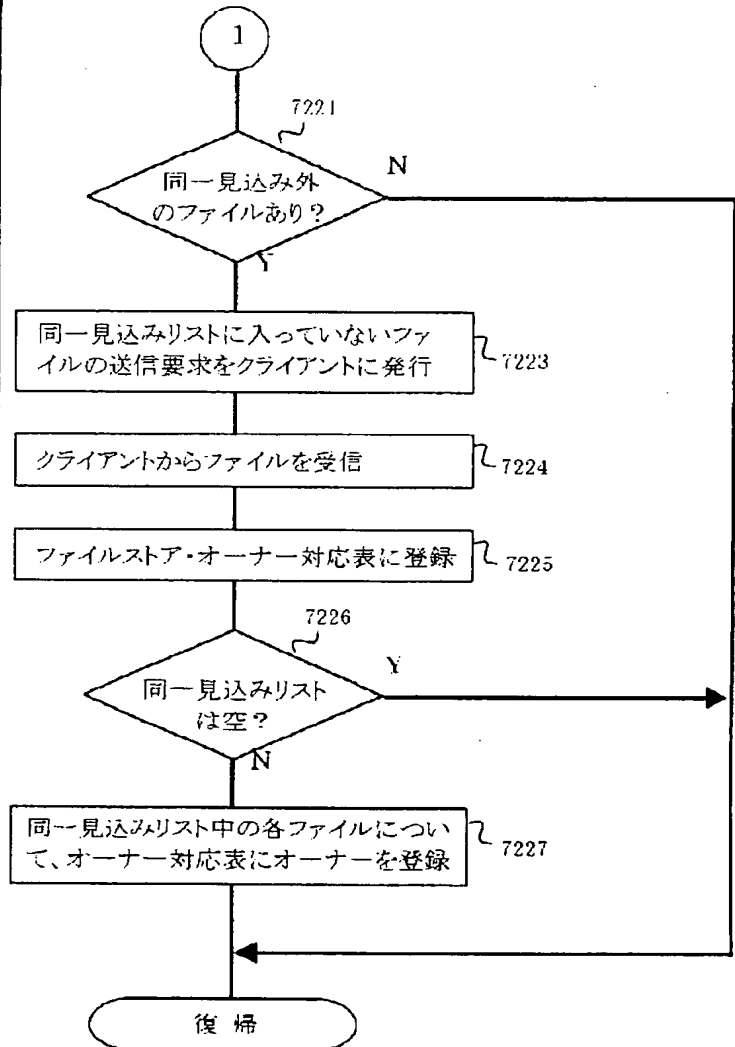 1
7221
同一見込み外
のファイルあり？
N
Y
同一見込みリストに入っていないファ
イルの送信要求をクライアントに発行
7223
クライアントからファイルを受信
7224
ファイルストア・オーナー対応表に登録
7225
7226
同一見込みリスト
は空？
Y
N
同一見込みリスト中の各ファイルについ
て、オーナー対応表にオーナーを登録
7227
復 帰